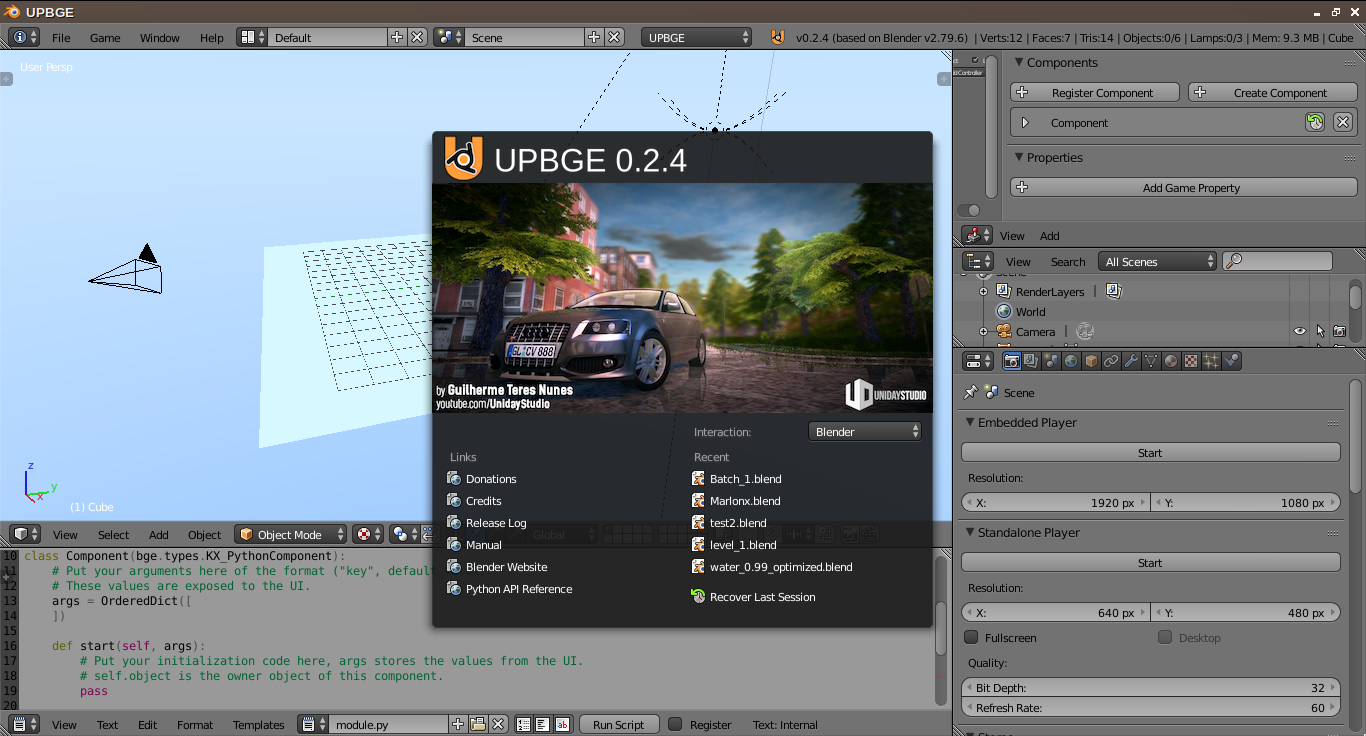 UPBGE
File Game Window Help Default Scene UPBGE v0.2.4 (based on Blender v2.79.6) | Verts:12 | Faces:7 | Tris:14 | Objects:0/6 | Lamps:0/3 | Mem: 9.3 MB | Cube
User Persp
Components
Register Component Create Component
Component
Properties
Add Game Property
View Add
View Search All Scenes
Scene
RenderLayers
World
Camera
Scene
Embedded Player
Start
Resolution:
X: 1920 px Y: 1080 px
Standalone Player
Start
Resolution:
X: 640 px Y: 480 px
Fullscreen Desktop
Quality:
Bit Depth: 32
Refresh Rate: 60
UPBGE 0.2.4
GL CV 888
by Guilherme Teres Nunes
youtube.com/UnidayStudio
UNIDAYSTUDIO
Interaction: Blender
Links
Donations
Credits
Release Log
Manual
Blender Website
Python API Reference
Recent
Batch_1.blend
Marlonx.blend
test2.blend
level_1.blend
water_0.99_optimized.blend
Recover Last Session
z
y
x
(1) Cube
View Select Add Object Object Mode Global
10 class Component(bge.types.KX_PythonComponent):
11 # Put your arguments here of the format ("key", default
12 # These values are exposed to the UI.
13 args = OrderedDict([
14 ])
15
16 def start(self, args):
17 # Put your initialization code here, args stores the values from the UI.
18 # self.object is the owner object of this component.
19 pass
20
View Text Edit Format Templates module.py Run Script Register Text: Internal